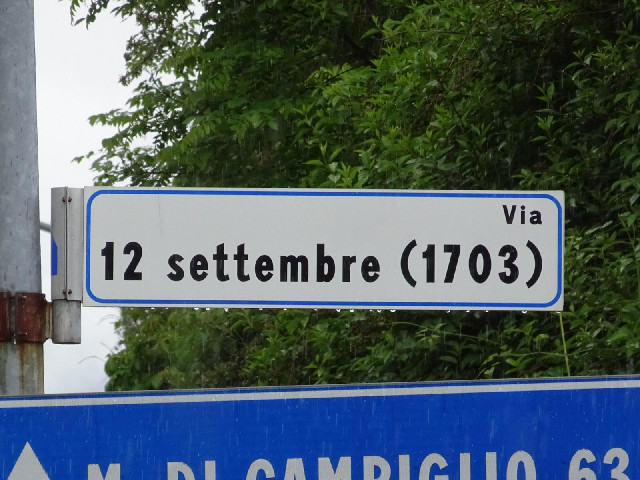 Via
12 settembre (1703)
M. DI CAMPIGLIO 63